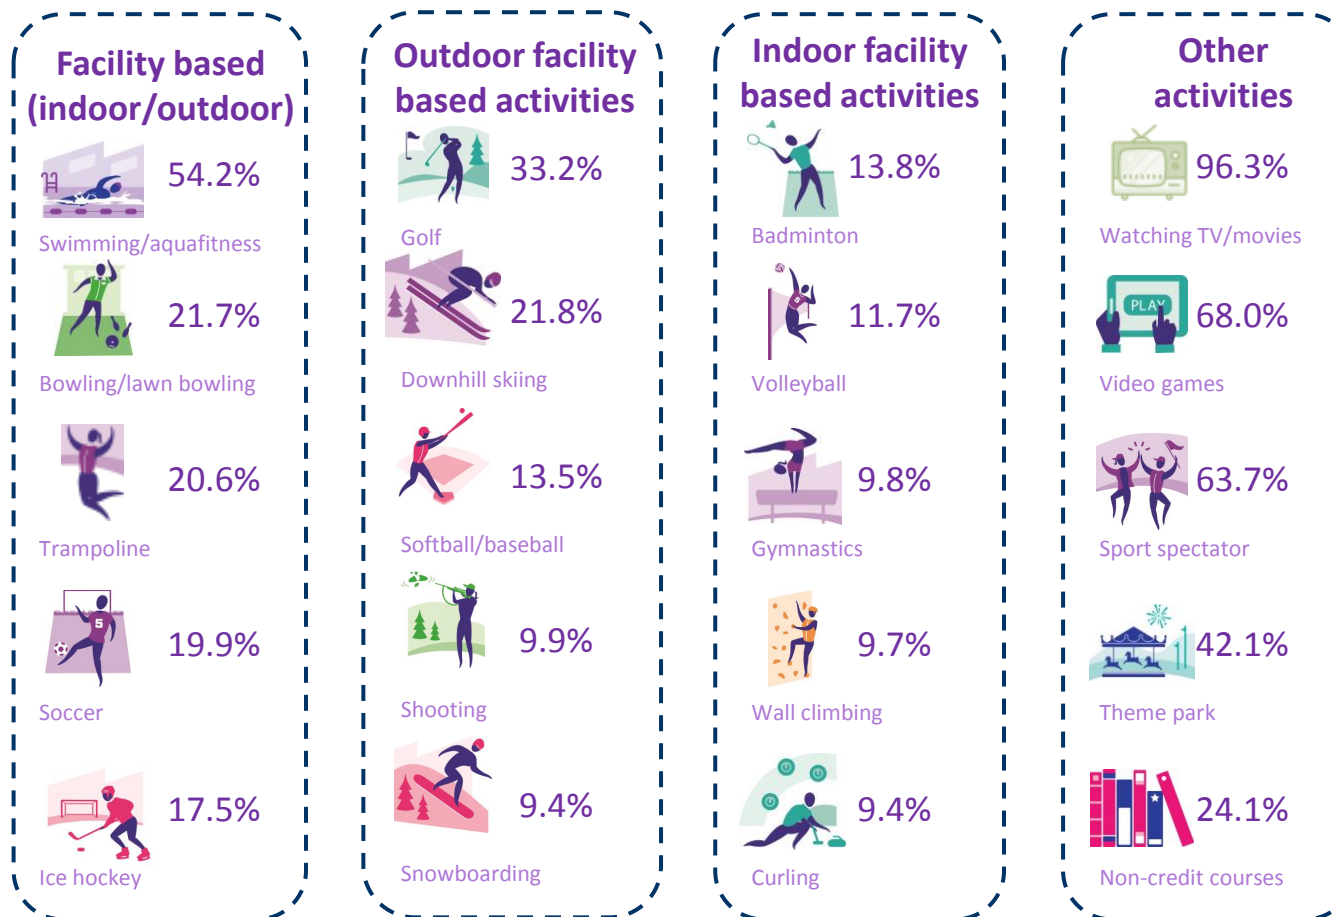 Facility based
(indoor/outdoor)
54.2%
Swimming/aquafitness
21.7%
Bowling/lawn bowling
20.6%
Trampoline
5
19.9%
Soccer
17.5%
Ice hockey
Outdoor facility
based activities
33.2%
Golf
21.8%
Downhill skiing
13.5%
Softball/baseball
9.9%
Shooting
9.4%
Snowboarding
Indoor facility
based activities
13.8%
Badminton
11.7%
Volleyball
9.8%
Gymnastics
9.7%
Wall climbing
9.4%
Curling
Other
activities
96.3%
Watching TV/movies
PLAY
68.0%
Video games
63.7%
Sport spectator
42.1%
Theme park
24.1%
Non-credit courses